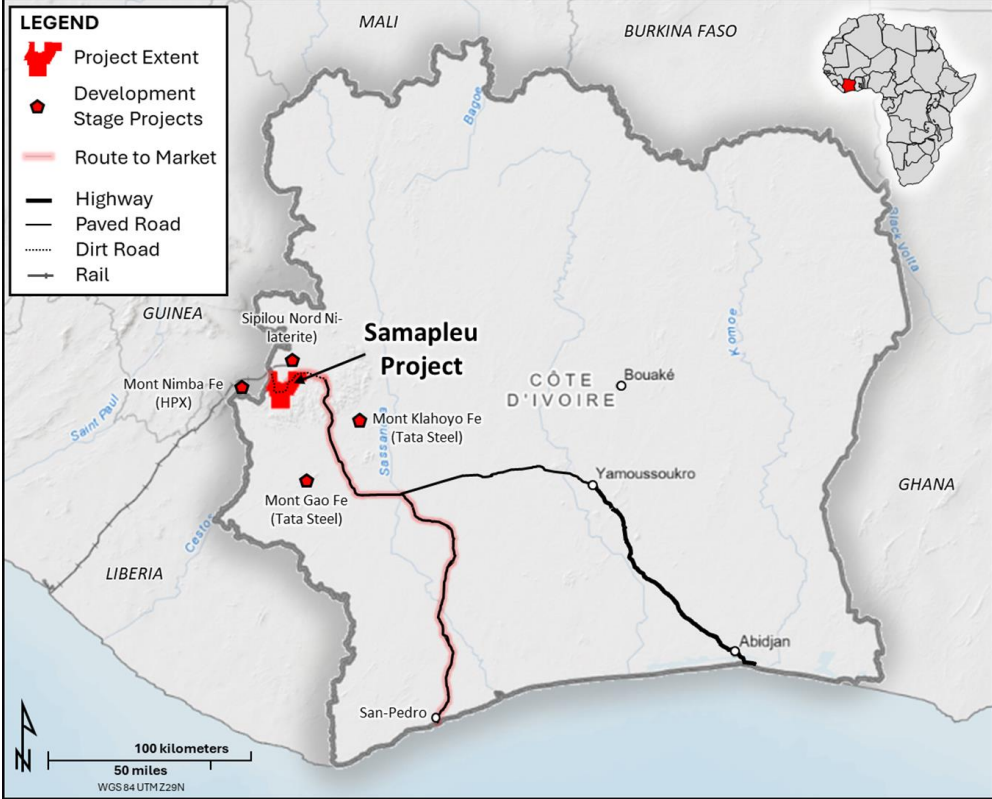 LEGEND
Project Extent
Development
Stage Projects
Route to Market
Highway
Paved Road
Dirt Road
Rail
MALI
BURKINA FASO
Bagoe
Black Volta
GUINEA
Sipilou Nord Ni-
laterite)
Samapleu
Project
Komoe
Mont Nimba Fe
(HPX)
CÔTE
D'IVOIRE
Bouaké
Saint Paul
Mont Klahoyo Fe
(Tata Steel)
Sassandra
Yamoussoukro
GHANA
Mont Gao Fe
(Tata Steel)
Cestos
LIBERIA
Abidjan
San-Pedro
N
100 kilometers
50 miles
WGS 84 UTM Z29N